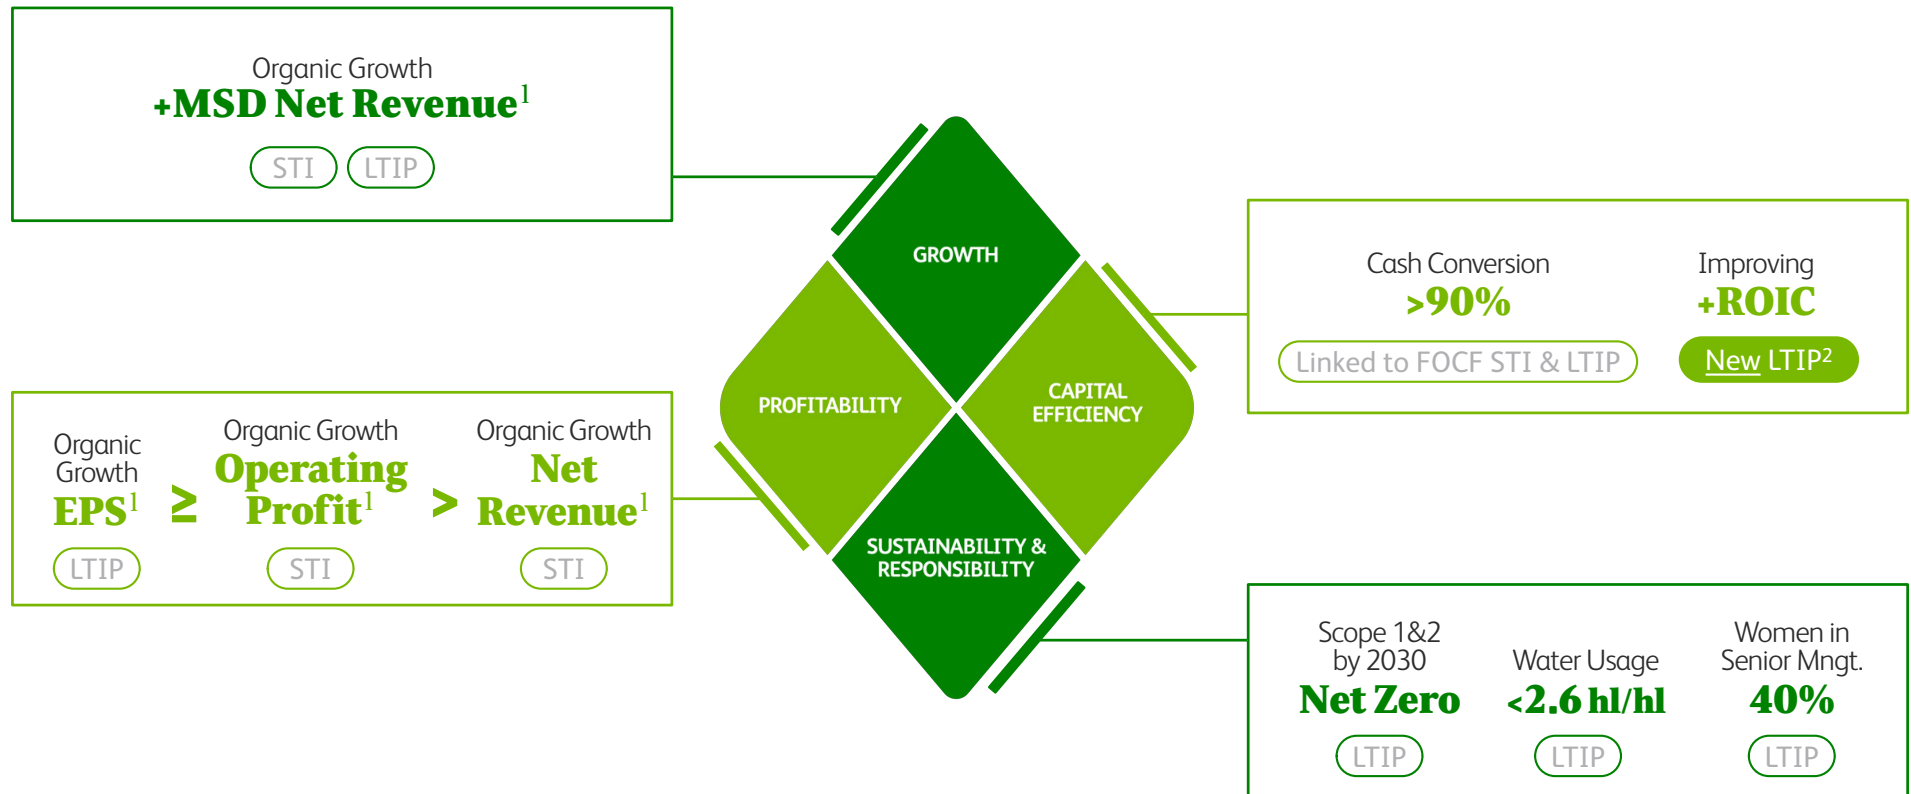 Organic Growth
+MSD Net Revenue¹
STI LTIP
GROWTH
PROFITABILITY
CAPITAL
EFFICIENCY
SUSTAINABILITY &
RESPONSIBILITY
Cash Conversion
>90%
Linked to FOCF STI & LTIP
Improving
+ROIC
New LTIP²
Organic
Growth
EPS¹
LTIP
≥
Organic Growth
Operating
Profit¹
STI
>
Organic Growth
Net
Revenue¹
STI
Scope 1&2
by 2030
Net Zero
LTIP
Water Usage
<2.6 hl/hl
LTIP
Women in
Senior Mngt.
40%
LTIP